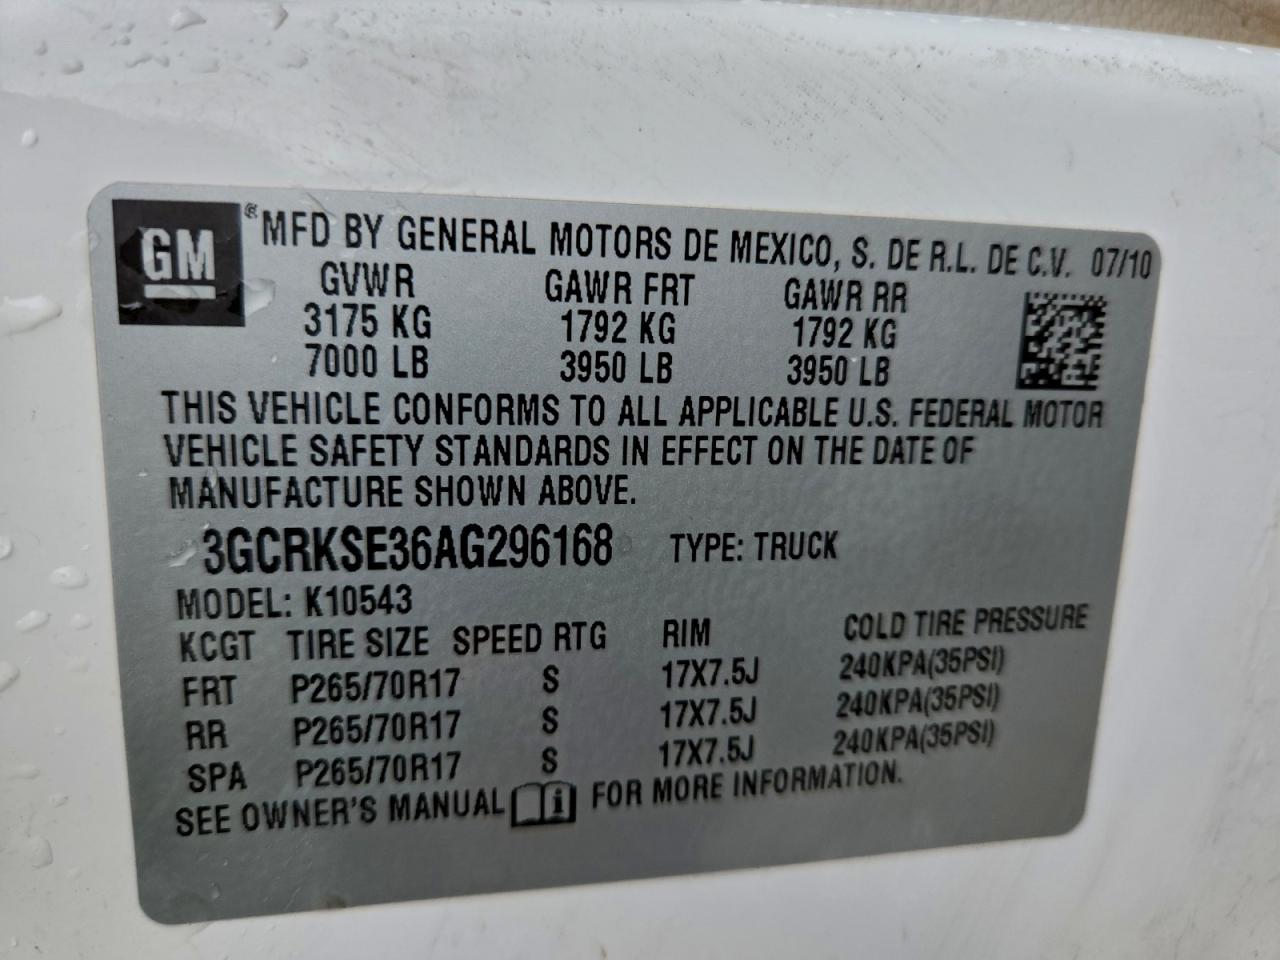 GM
® MFD BY GENERAL MOTORS DE MEXICO, S. DE R.L. DE C.V. 07/10
GVWR GAWR FRT GAWR RR
3175 KG 1792 KG 1792 KG
7000 LB 3950 LB 3950 LB
THIS VEHICLE CONFORMS TO ALL APPLICABLE U.S. FEDERAL MOTOR
VEHICLE SAFETY STANDARDS IN EFFECT ON THE DATE OF
MANUFACTURE SHOWN ABOVE.
3GCRKSE36AG296168 TYPE: TRUCK
MODEL: K10543
KCGT TIRE SIZE SPEED RTG RIM COLD TIRE PRESSURE
FRT P265/70R17 S 17X7.5J 240KPA(35PSI)
RR P265/70R17 S 17X7.5J 240KPA(35PSI)
SPA P265/70R17 S 17X7.5J 240KPA(35PSI)
SEE OWNER'S MANUAL i FOR MORE INFORMATION.